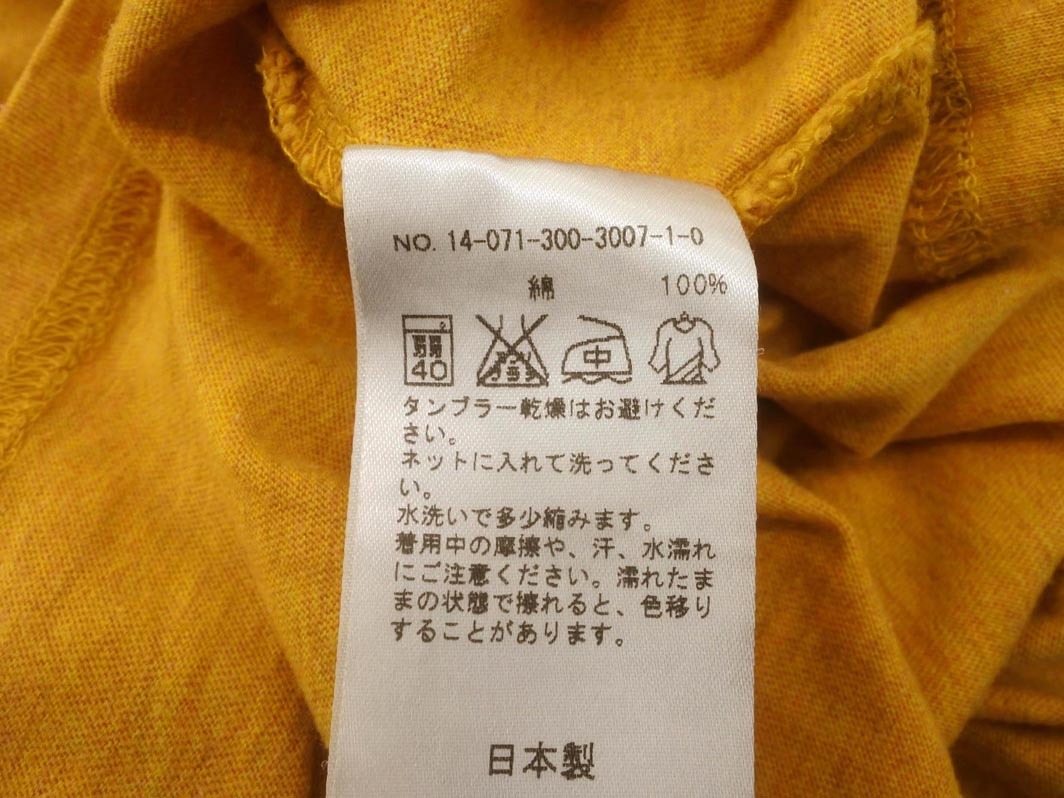 NO. 14-071-300-3007-1-0
綿 100%
40
中
タンブラー乾燥はお避けくだ
さい。
ネットに入れて洗ってくださ
い。
水洗いで多少縮みます。
着用中の摩擦や、汗、水濡れ
にご注意ください。濡れたま
まの状態で擦れると、色移り
することがあります。
日本製